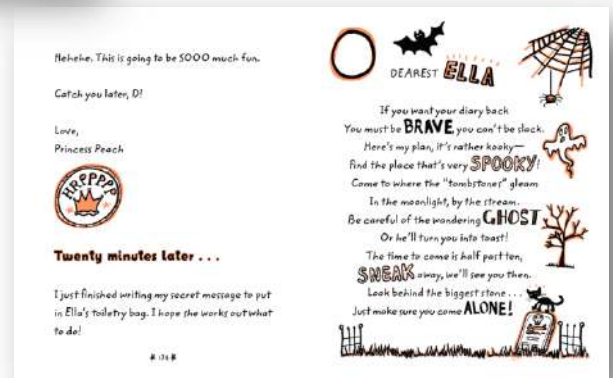 Hehehe. This is going to be SOOO much fun.
Catch you later, D!
Love,
Princess Peach
HRPPPPP
Twenty minutes later . . .
I just finished writing my secret message to put
in Ella's toiletry bag. I hope she works out what
to do!
DEAREST ELLA
If you want your diary back
You must be BRAVE, you can't be slack.
Here's my plan, it's rather kooky—
Find the place that's very SPOOKY!
Come to where the "tombstones" gleam
In the moonlight, by the stream.
Be careful of the wandering GHOST
Or he'll turn you into toast!
The time to come is half past ten,
SNEAK away, we'll see you then.
Look behind the biggest stone . . .
Just make sure you come ALONE!